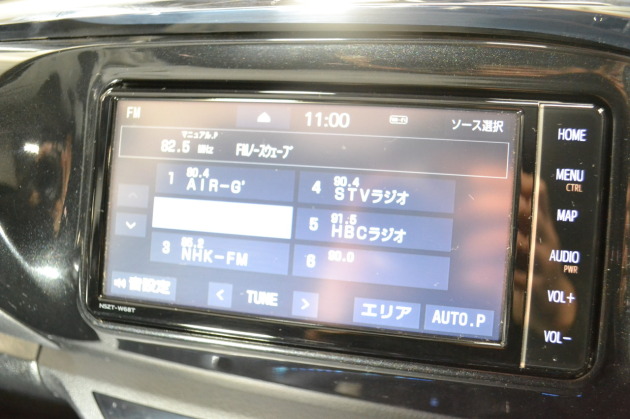 FM
11:00
ソース選択
マニュアル.P
82.5 MHz FMノースウェーブ
1 80.4 AIR-G'
4 90.4 STVラジオ
5 91.5 HBCラジオ
3 NHK-FM
6 90.0
音設定
< TUNE >
エリア
AUTO.P
NSZT-W68T
HOME
MENU
CTRL
MAP
AUDIO
PWR
VOL+
VOL-